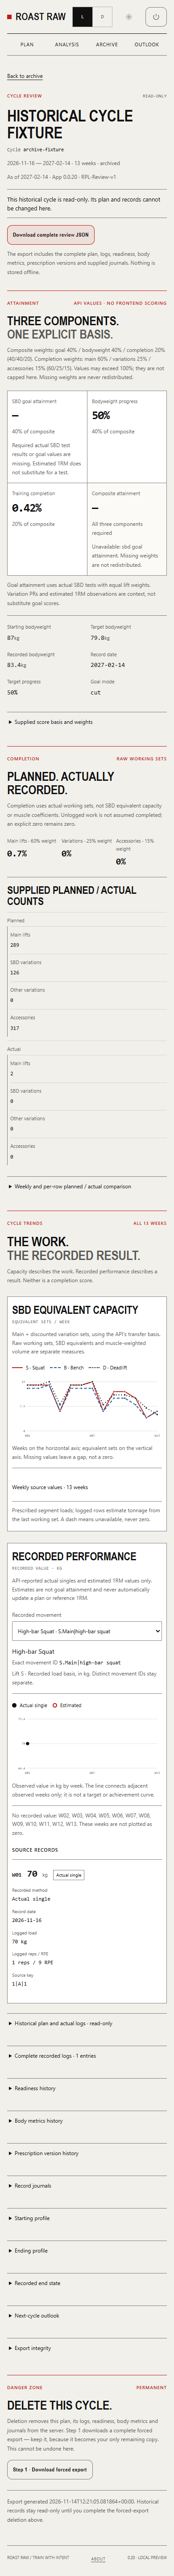 ROAST RAW
L
D
PLAN
ANALYSIS
ARCHIVE
OUTLOOK
Back to archive
CYCLE REVIEW
READ-ONLY
HISTORICAL CYCLE
FIXTURE
Cycle archive-fixture
2026-11-16 — 2027-02-14 · 13 weeks · archived
As of 2027-02-14 · App 0.0.20 · RPL-Review-v1
This historical cycle is read-only. Its plan and records cannot
be changed here.
Download complete review JSON
The export includes the complete plan, logs, readiness, body
metrics, prescription versions and supplied journals. Nothing is
stored offline.
ATTAINMENT
API VALUES · NO FRONTEND SCORING
THREE COMPONENTS.
ONE EXPLICIT BASIS.
Composite weights: goal 40% / bodyweight 40% / completion 20%
(40/40/20). Completion weights: main 60% / variations 25% /
accessories 15% (60/25/15). Values may exceed 100%; they are not
capped here. Missing weights are never redistributed.
SBD goal attainment
—
40% of composite
Required actual SBD test
results or goal values are
missing. Estimated 1RM does
not substitute for a test.
Bodyweight progress
50%
40% of composite
Training completion
0.42%
20% of composite
Composite attainment
—
All three components
required
Unavailable: sbd goal
attainment. Missing weights
are not redistributed.
Goal attainment uses actual SBD tests with equal lift weights.
Variation PRs and estimated 1RM observations are context, not
substitute goal scores.
Starting bodyweight
87kg
Target bodyweight
79.8kg
Recorded bodyweight
83.4kg
Record date
2027-02-14
Target progress
50%
Goal mode
cut
▶ Supplied score basis and weights
COMPLETION
RAW WORKING SETS
PLANNED. ACTUALLY
RECORDED.
Completion uses actual working sets, not SBD equivalent capacity
or muscle coefficients. Unlogged work is not assumed completed;
an explicit zero remains zero.
Main lifts · 60% weight
0.7%
Variations · 25% weight
0%
Accessories · 15%
weight
0%
SUPPLIED PLANNED / ACTUAL
COUNTS
Planned
Main lifts
289
SBD variations
126
Other variations
0
Accessories
317
Actual
Main lifts
2
SBD variations
0
Other variations
0
Accessories
0
▶ Weekly and per-row planned / actual comparison
CYCLE TRENDS
ALL 13 WEEKS
THE WORK.
THE RECORDED RESULT.
Capacity describes the work. Recorded performance describes a
result. Neither is a completion score.
SBD EQUIVALENT CAPACITY
EQUIVALENT SETS / WEEK
Main + discounted variation sets, using the API's transfer basis.
Raw working sets, SBD equivalents and muscle-weighted
volume are separate measures.
S · Squat
B · Bench
D · Deadlift
W01
W07
W13
Weeks on the horizontal axis; equivalent sets on the vertical
axis. Missing values leave a gap, not a zero.
Weekly source values · 13 weeks
Prescribed segment loads; logged rows estimate tonnage from
the last working set. A dash means unavailable, never zero.
RECORDED PERFORMANCE
RECORDED VALUE · KG
API-reported actual singles and estimated 1RM values only.
Estimates are not goal attainment and never automatically
update a plan or reference 1RM.
Recorded movement
High-bar Squat · S.Main|high-bar squat
High-bar Squat
Exact movement ID S.Main|high-bar squat
Lift S · Recorded load basis, in kg. Distinct movement IDs stay
separate.
Actual single
Estimated
W01
W07
W13
Observed value in kg by week. The line connects adjacent
observed weeks only; it is not a target or achievement curve.
No recorded value: W02, W03, W04, W05, W06, W07, W08,
W09, W10, W11, W12, W13. These weeks are not plotted as
zero.
SOURCE RECORDS
W01 70 kg Actual single
Recorded method
Actual single
Record date
2026-11-16
Logged load
70 kg
Logged reps / RPE
1 reps / 9 RPE
Source key
1|A|1
▶ Historical plan and actual logs · read-only
▶ Complete recorded logs · 1 entries
▶ Readiness history
▶ Body metrics history
▶ Prescription version history
▶ Record journals
▶ Starting profile
▶ Ending profile
▶ Recorded end state
▶ Next-cycle outlook
▶ Export integrity
DANGER ZONE
PERMANENT
DELETE THIS CYCLE.
Deletion removes this plan, its logs, readiness, body metrics and
journals from the server. Step 1 downloads a complete forced
export — keep it, because it becomes your only remaining copy.
This cannot be undone here.
Step 1 · Download forced export
Export generated 2026-11-14T12:21:05.081864+00:00. Historical
records stay read-only until you complete the forced-export
deletion above.
ROAST RAW / TRAIN WITH INTENT
ABOUT
0.20 · LOCAL PREVIEW